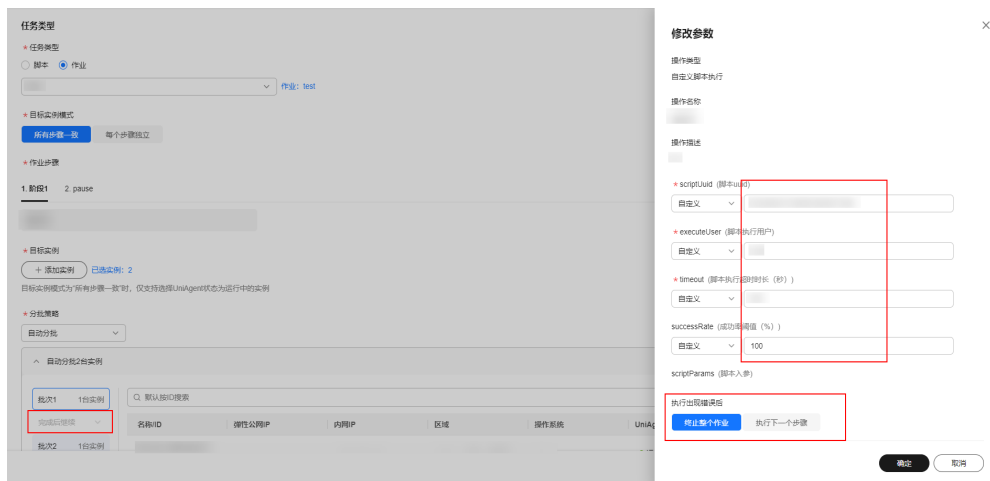 任务类型
* 任务类型
脚本 作业
作业：test
* 目标实例模式
所有步骤一致 每个步骤独立
* 作业步骤
1. 阶段1 2. pause
* 目标实例
+ 添加实例 已选实例：2
目标实例模式为“所有步骤一致”时，仅支持选择UniAgent状态为运行中的实例
* 分批策略
自动分批
自动分批2台实例
批次1 1台实例
完成后继续
批次2 1台实例
默认按ID搜索
名称/ID 弹性公网IP 内网IP 区域 操作系统 UniAg
修改参数
操作类型
自定义脚本执行
操作名称
操作描述
* scriptUuid (脚本uuid)
自定义
* executeUser (脚本执行用户)
自定义
* timeout (脚本执行超时时长（秒）)
自定义
successRate (成功率阈值（%）)
自定义 100
scriptParams (脚本入参)
执行出现错误后
终止整个作业 执行下一个步骤
确定 取消